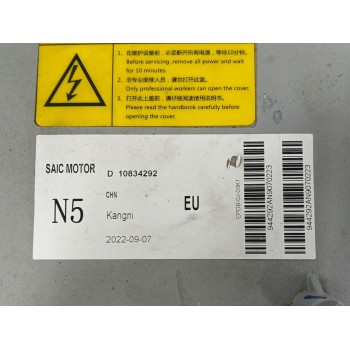 1、在维护设备前，必须断开所有电源，等待10分钟。
Before servicing ,remove all power and wait
for 10 minutes.
2、非专业维修人员，请勿打开此盖。
Only professional workers can open the cover.
3、打开此上盖前，请仔细阅读说明书。
Please read the handbook carefully before
opening the cover.
SAIC MOTOR
D 10834292
N5
CHN
Kangni
EU
2022-09-07
944292AN9070223
944292AN9070223